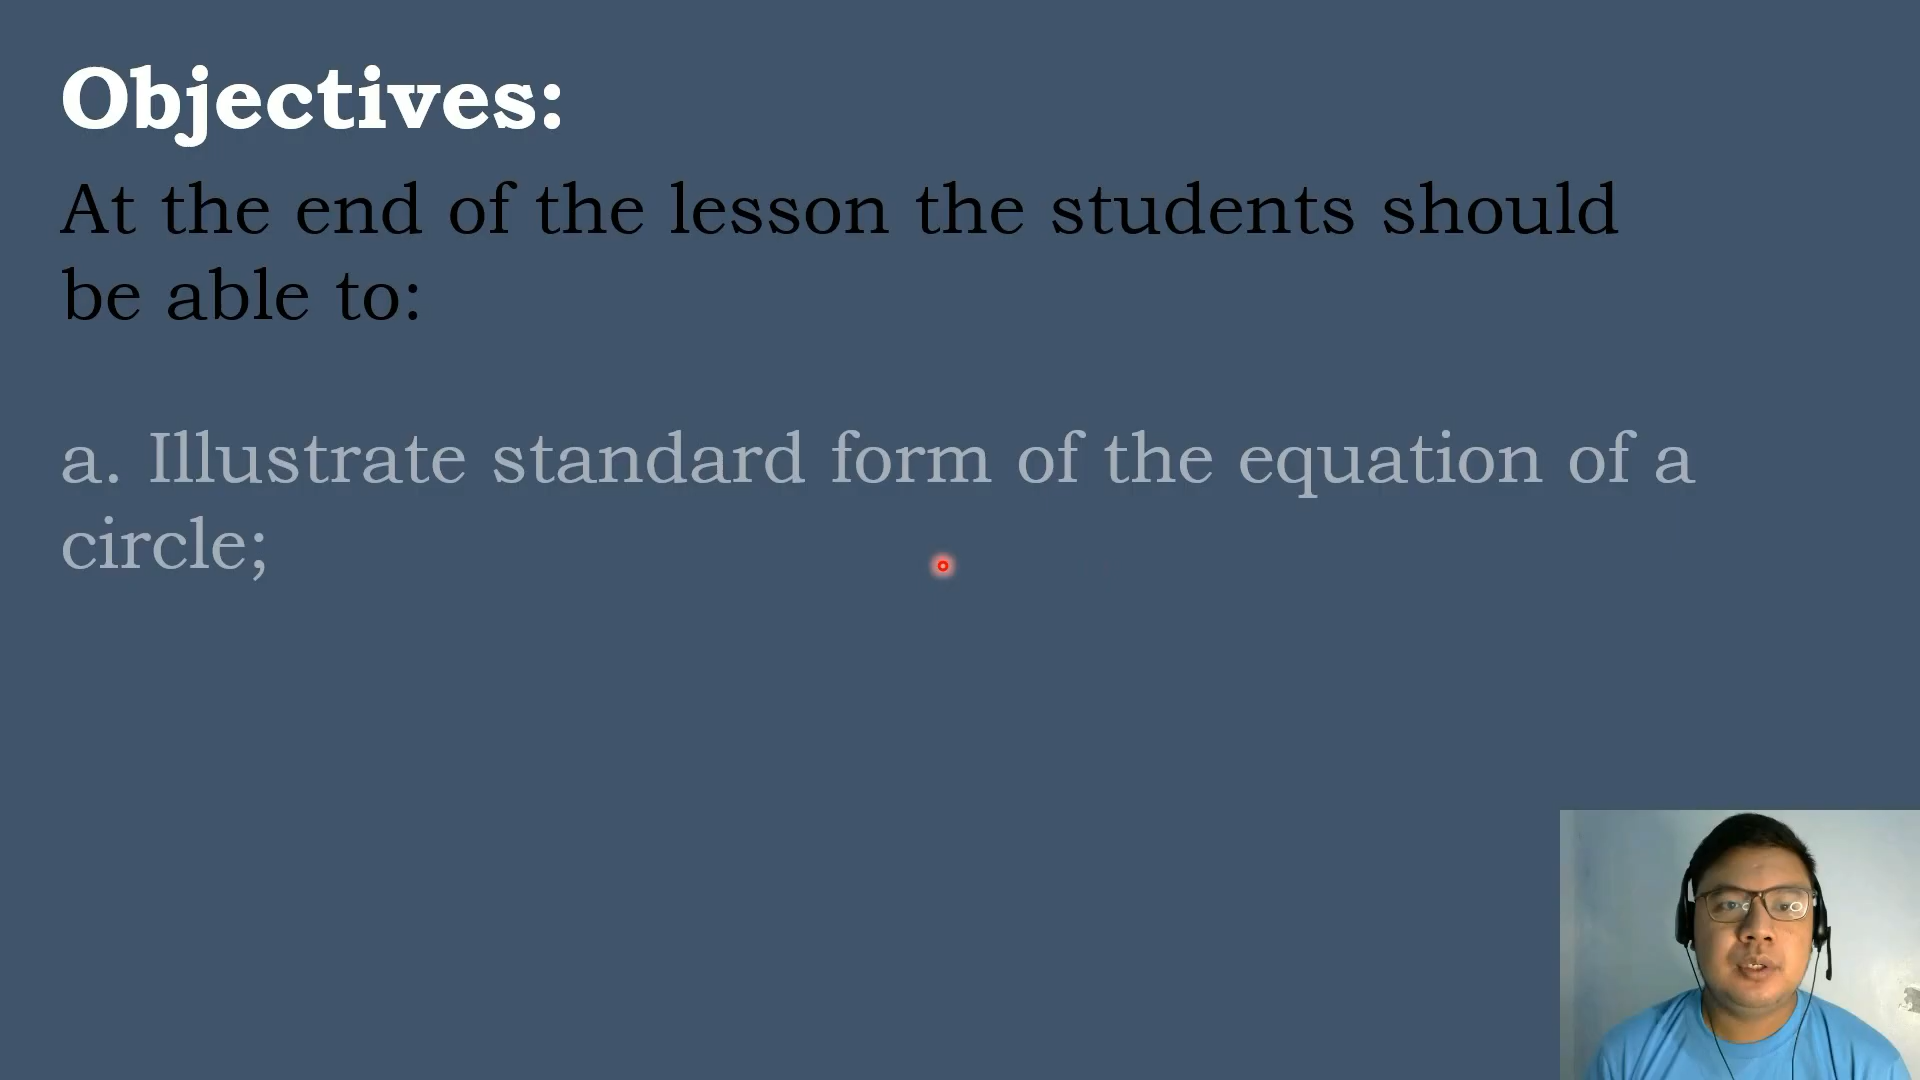 Objectives:
At the end of the lesson the students should
be able to:
a. Illustrate standard form of the equation of a
circle;